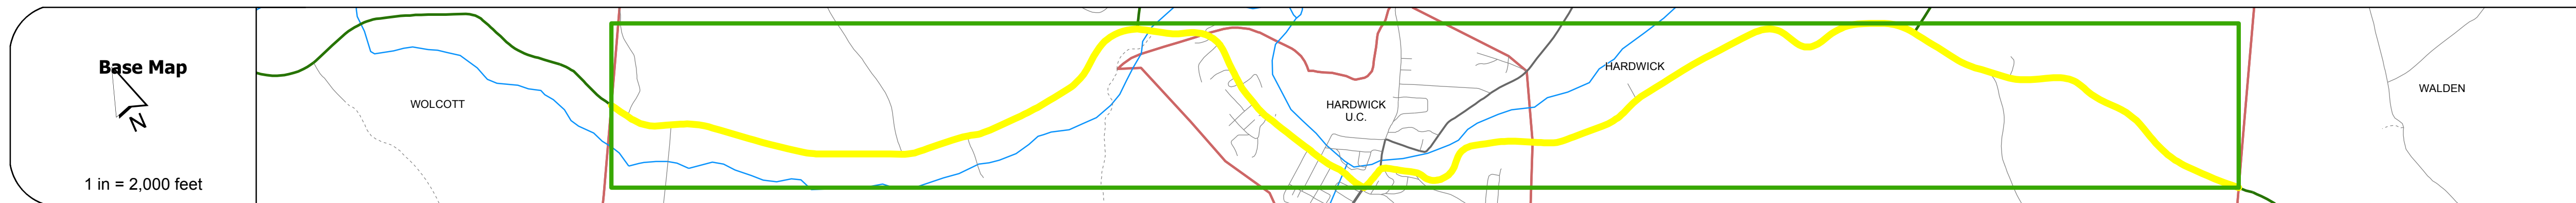 Base Map
N
1 in = 2,000 feet
WOLCOTT
HARDWICK
U.C.
HARDWICK
WALDEN